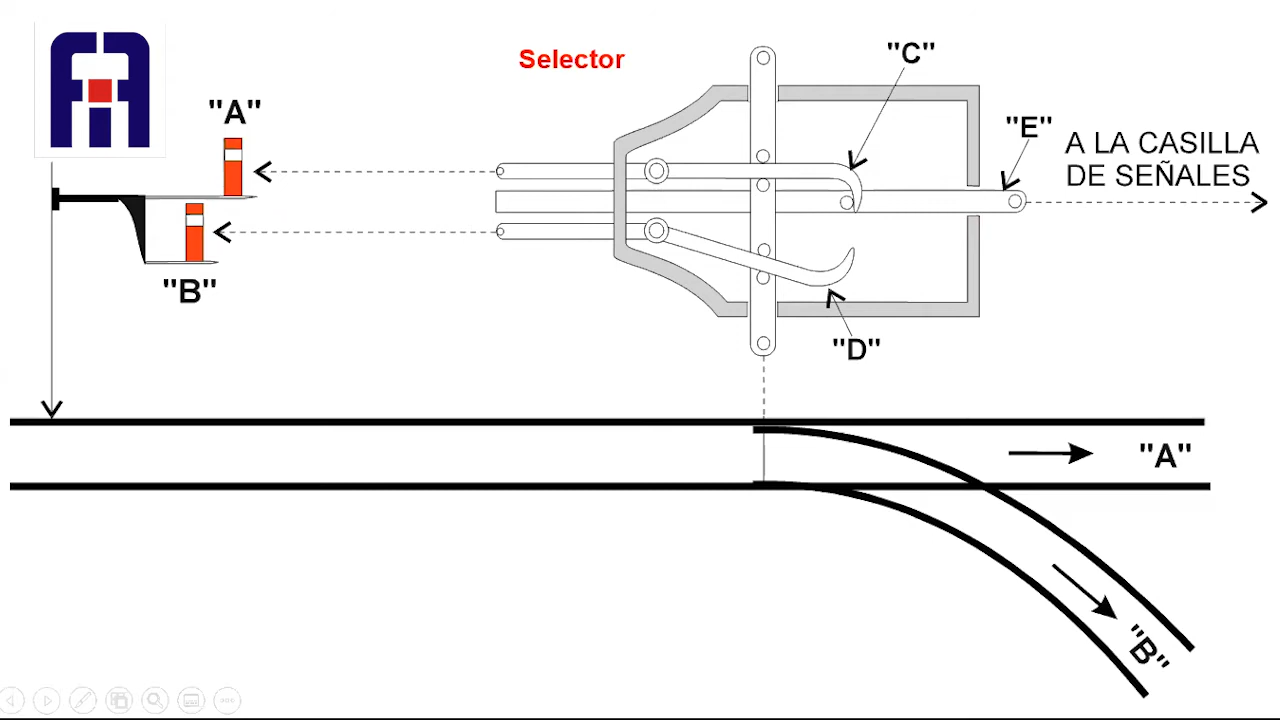 Selector
"C"
"A"
"E"
A LA CASILLA
DE SEÑALES
"B"
"D"
"A"
"B"